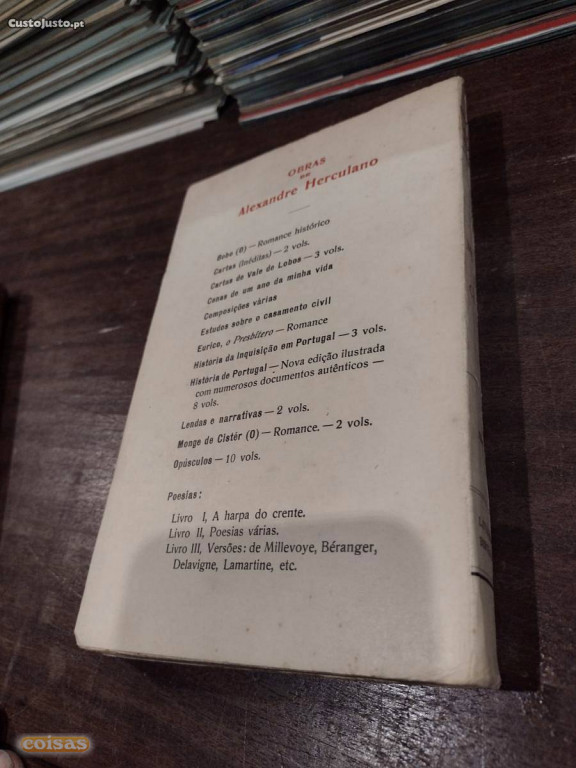 CustoJusto.pt
OBRAS
DE
Alexandre Herculano
Bobo (O) — Romance histórico
Cartas (Inéditas) — 2 vols.
Cartas de Vale de Lobos — 3 vols.
Cenas de um ano da minha vida
Composições várias
Estudos sobre o casamento civil
Eurico, o Presbítero — Romance
História da Inquisição em Portugal — 3 vols.
História de Portugal — Nova edição ilustrada
com numerosos documentos autênticos —
8 vols.
Lendas e narrativas — 2 vols.
Monge de Cistér (O) — Romance. — 2 vols.
Opúsculos — 10 vols.
Poesias:
Livro I, A harpa do crente.
Livro II, Poesias várias.
Livro III, Versões: de Millevoye, Béranger,
Delavigne, Lamartine, etc.
coisas